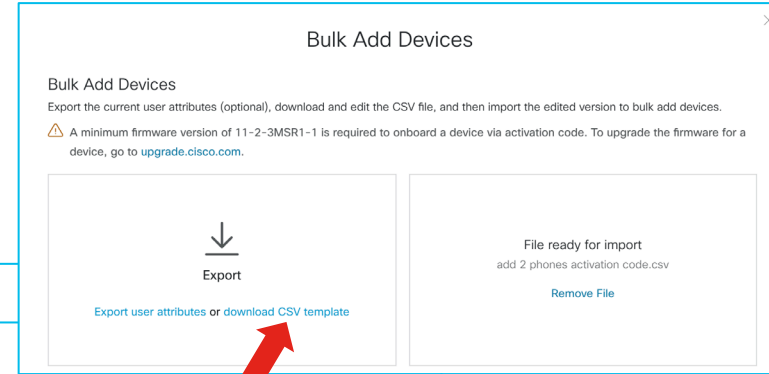 Bulk Add Devices
Bulk Add Devices
Export the current user attributes (optional), download and edit the CSV file, and then import the edited version to bulk add devices.
A minimum firmware version of 11-2-3MSR1-1 is required to onboard a device via activation code. To upgrade the firmware for a
device, go to upgrade.cisco.com.
Export
Export user attributes or download CSV template
File ready for import
add 2 phones activation code.csv
Remove File